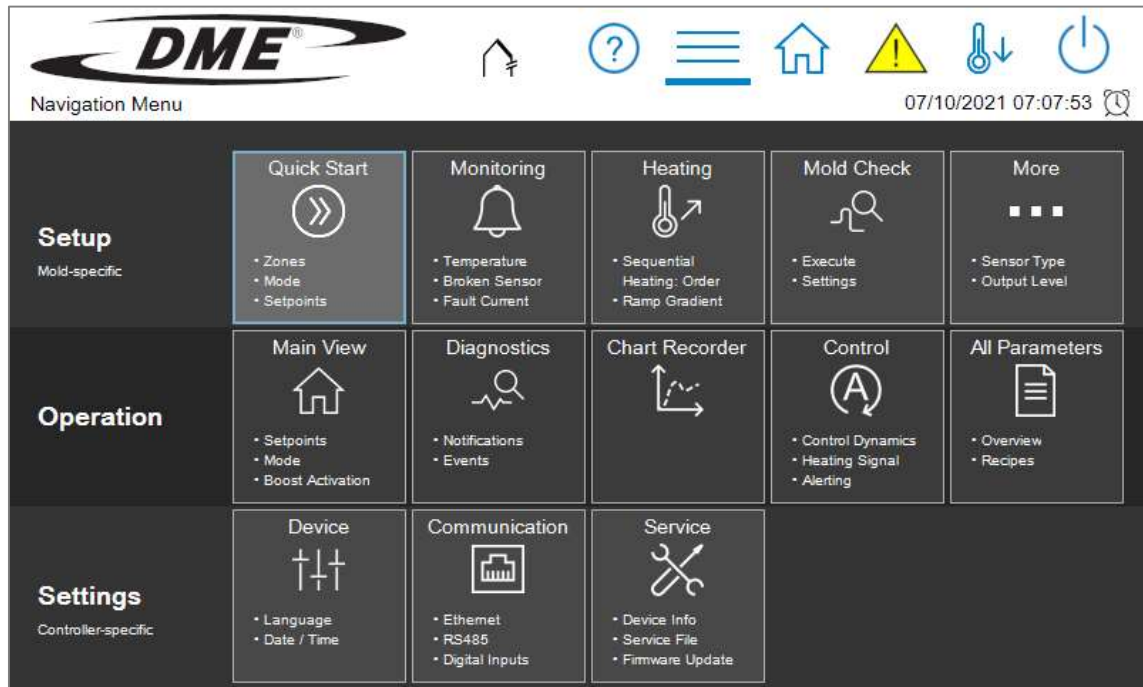 DME
?
!
Navigation Menu
07/10/2021 07:07:53
Setup
Mold-specific
Quick Start
• Zones
• Mode
• Setpoints
Monitoring
• Temperature
• Broken Sensor
• Fault Current
Heating
• Sequential
Heating: Order
• Ramp Gradient
Mold Check
• Execute
• Settings
More
• Sensor Type
• Output Level
Operation
Main View
• Setpoints
• Mode
• Boost Activation
Diagnostics
• Notifications
• Events
Chart Recorder
Control
A
• Control Dynamics
• Heating Signal
• Alerting
All Parameters
• Overview
• Recipes
Settings
Controller-specific
Device
• Language
• Date / Time
Communication
• Ethernet
• RS485
• Digital Inputs
Service
• Device Info
• Service File
• Firmware Update